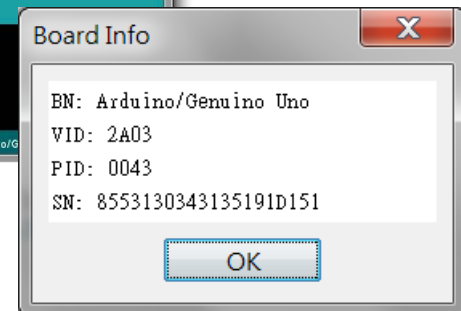 Board Info
BN: Arduino/Genuino Uno
VID: 2A03
PID: 0043
SN: 8553130343135191D151
OK